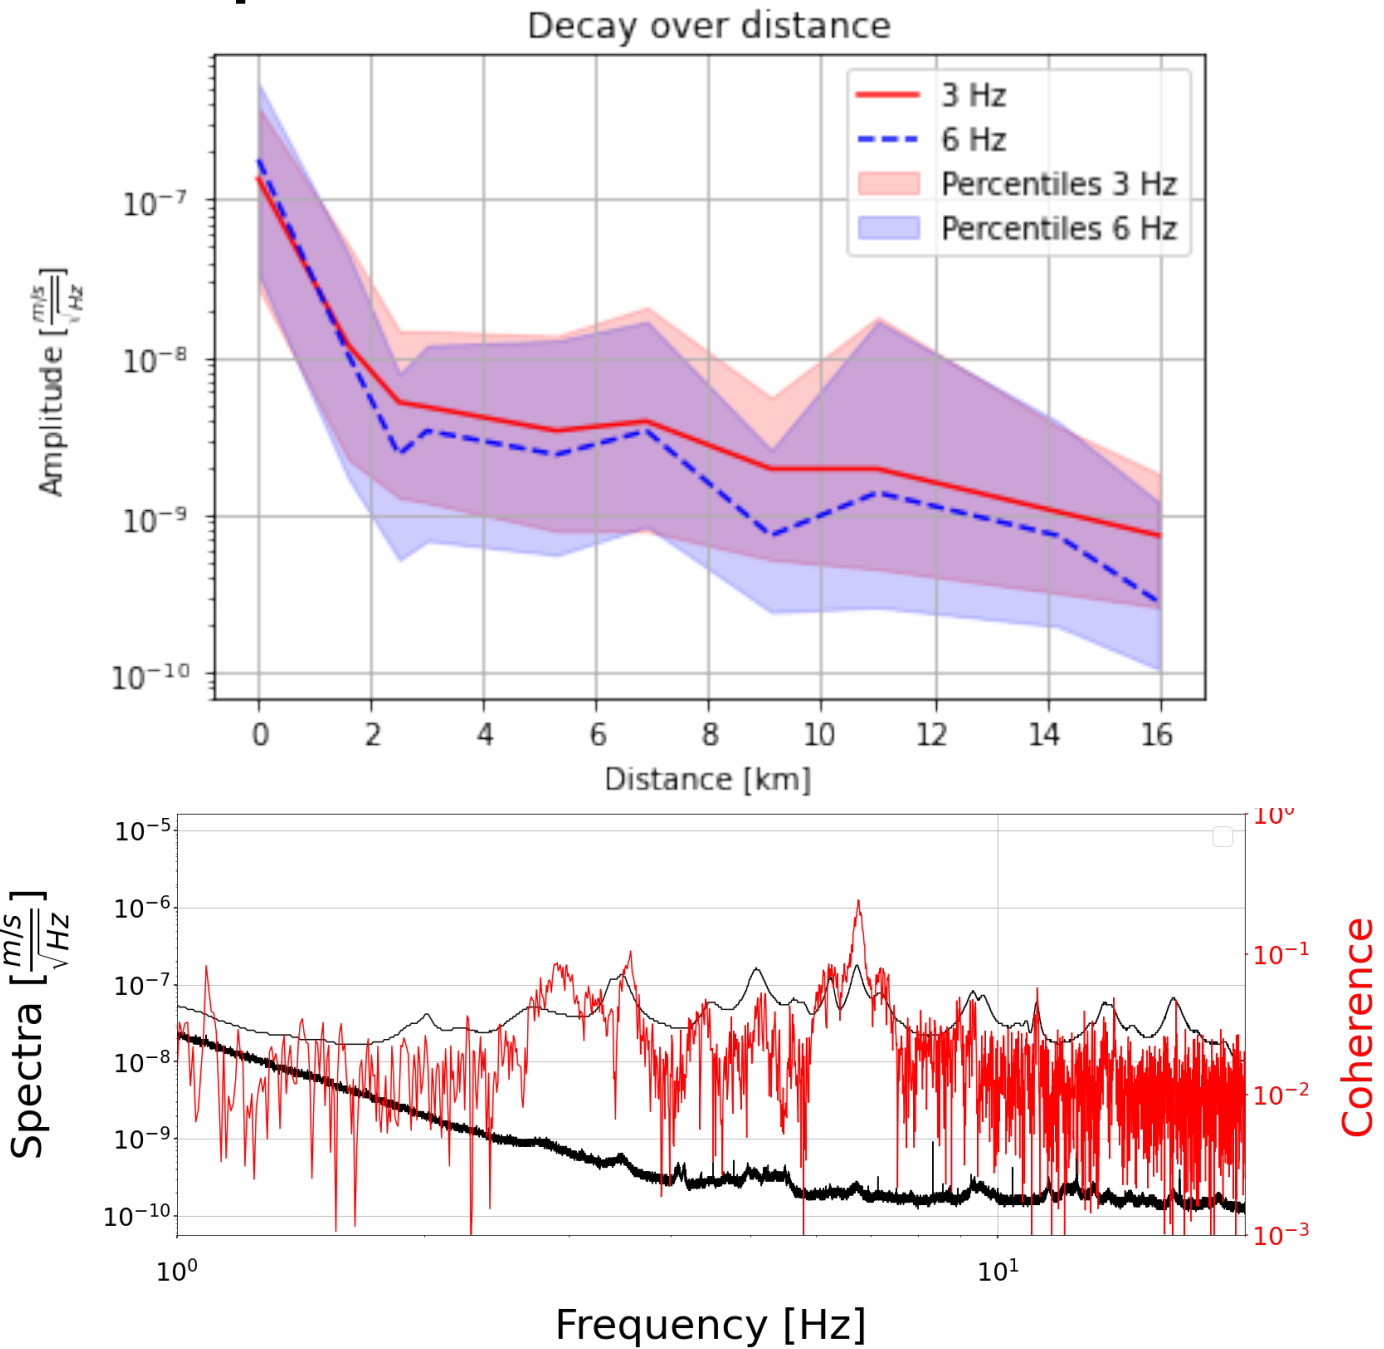 Decay over distance
3 Hz
6 Hz
Percentiles 3 Hz
Percentiles 6 Hz
10⁻⁷
10⁻⁸
10⁻⁹
10⁻¹⁰
Amplitude [m/s/√Hz]
0 2 4 6 8 10 12 14 16
Distance [km]
10⁻⁵
10⁻⁶
10⁻⁷
10⁻⁸
10⁻⁹
10⁻¹⁰
Spectra [m/s/√Hz]
10⁰
10⁻¹
10⁻²
10⁻³
Coherence
10⁰ 10¹
Frequency [Hz]